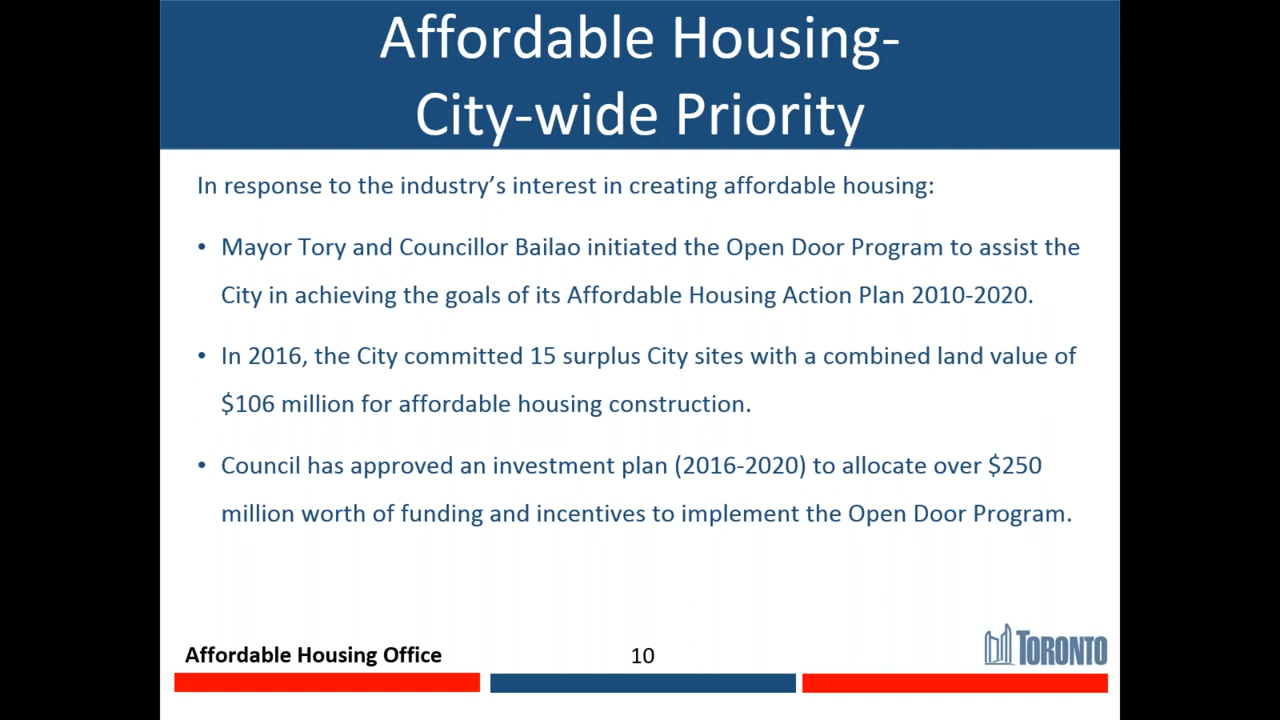 Affordable Housing-
City-wide Priority
In response to the industry’s interest in creating affordable housing:
• Mayor Tory and Councillor Bailao initiated the Open Door Program to assist the
City in achieving the goals of its Affordable Housing Action Plan 2010-2020.
• In 2016, the City committed 15 surplus City sites with a combined land value of
$106 million for affordable housing construction.
• Council has approved an investment plan (2016-2020) to allocate over $250
million worth of funding and incentives to implement the Open Door Program.
Affordable Housing Office
10
TORONTO